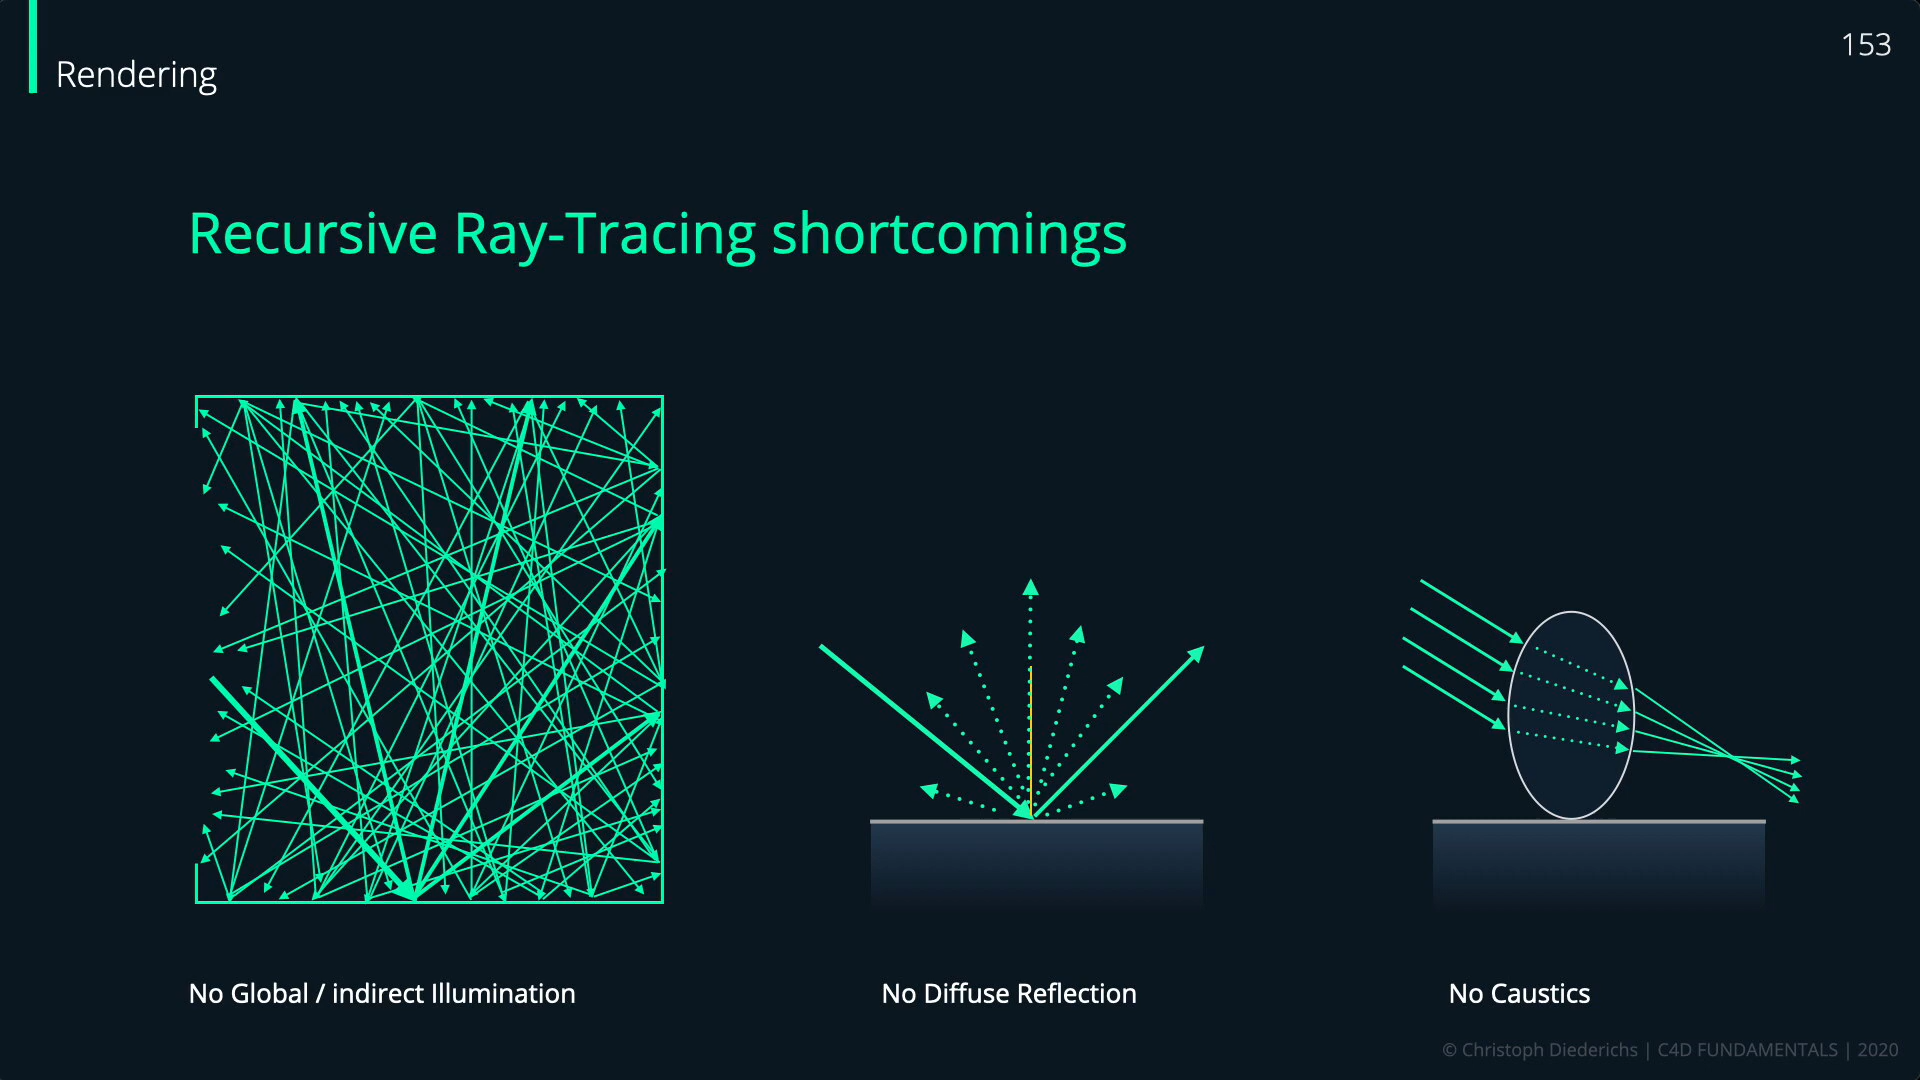 Rendering
153
Recursive Ray-Tracing shortcomings
No Global / indirect Illumination
No Diffuse Reflection
No Caustics
© Christoph Diederichs | C4D FUNDAMENTALS | 2020